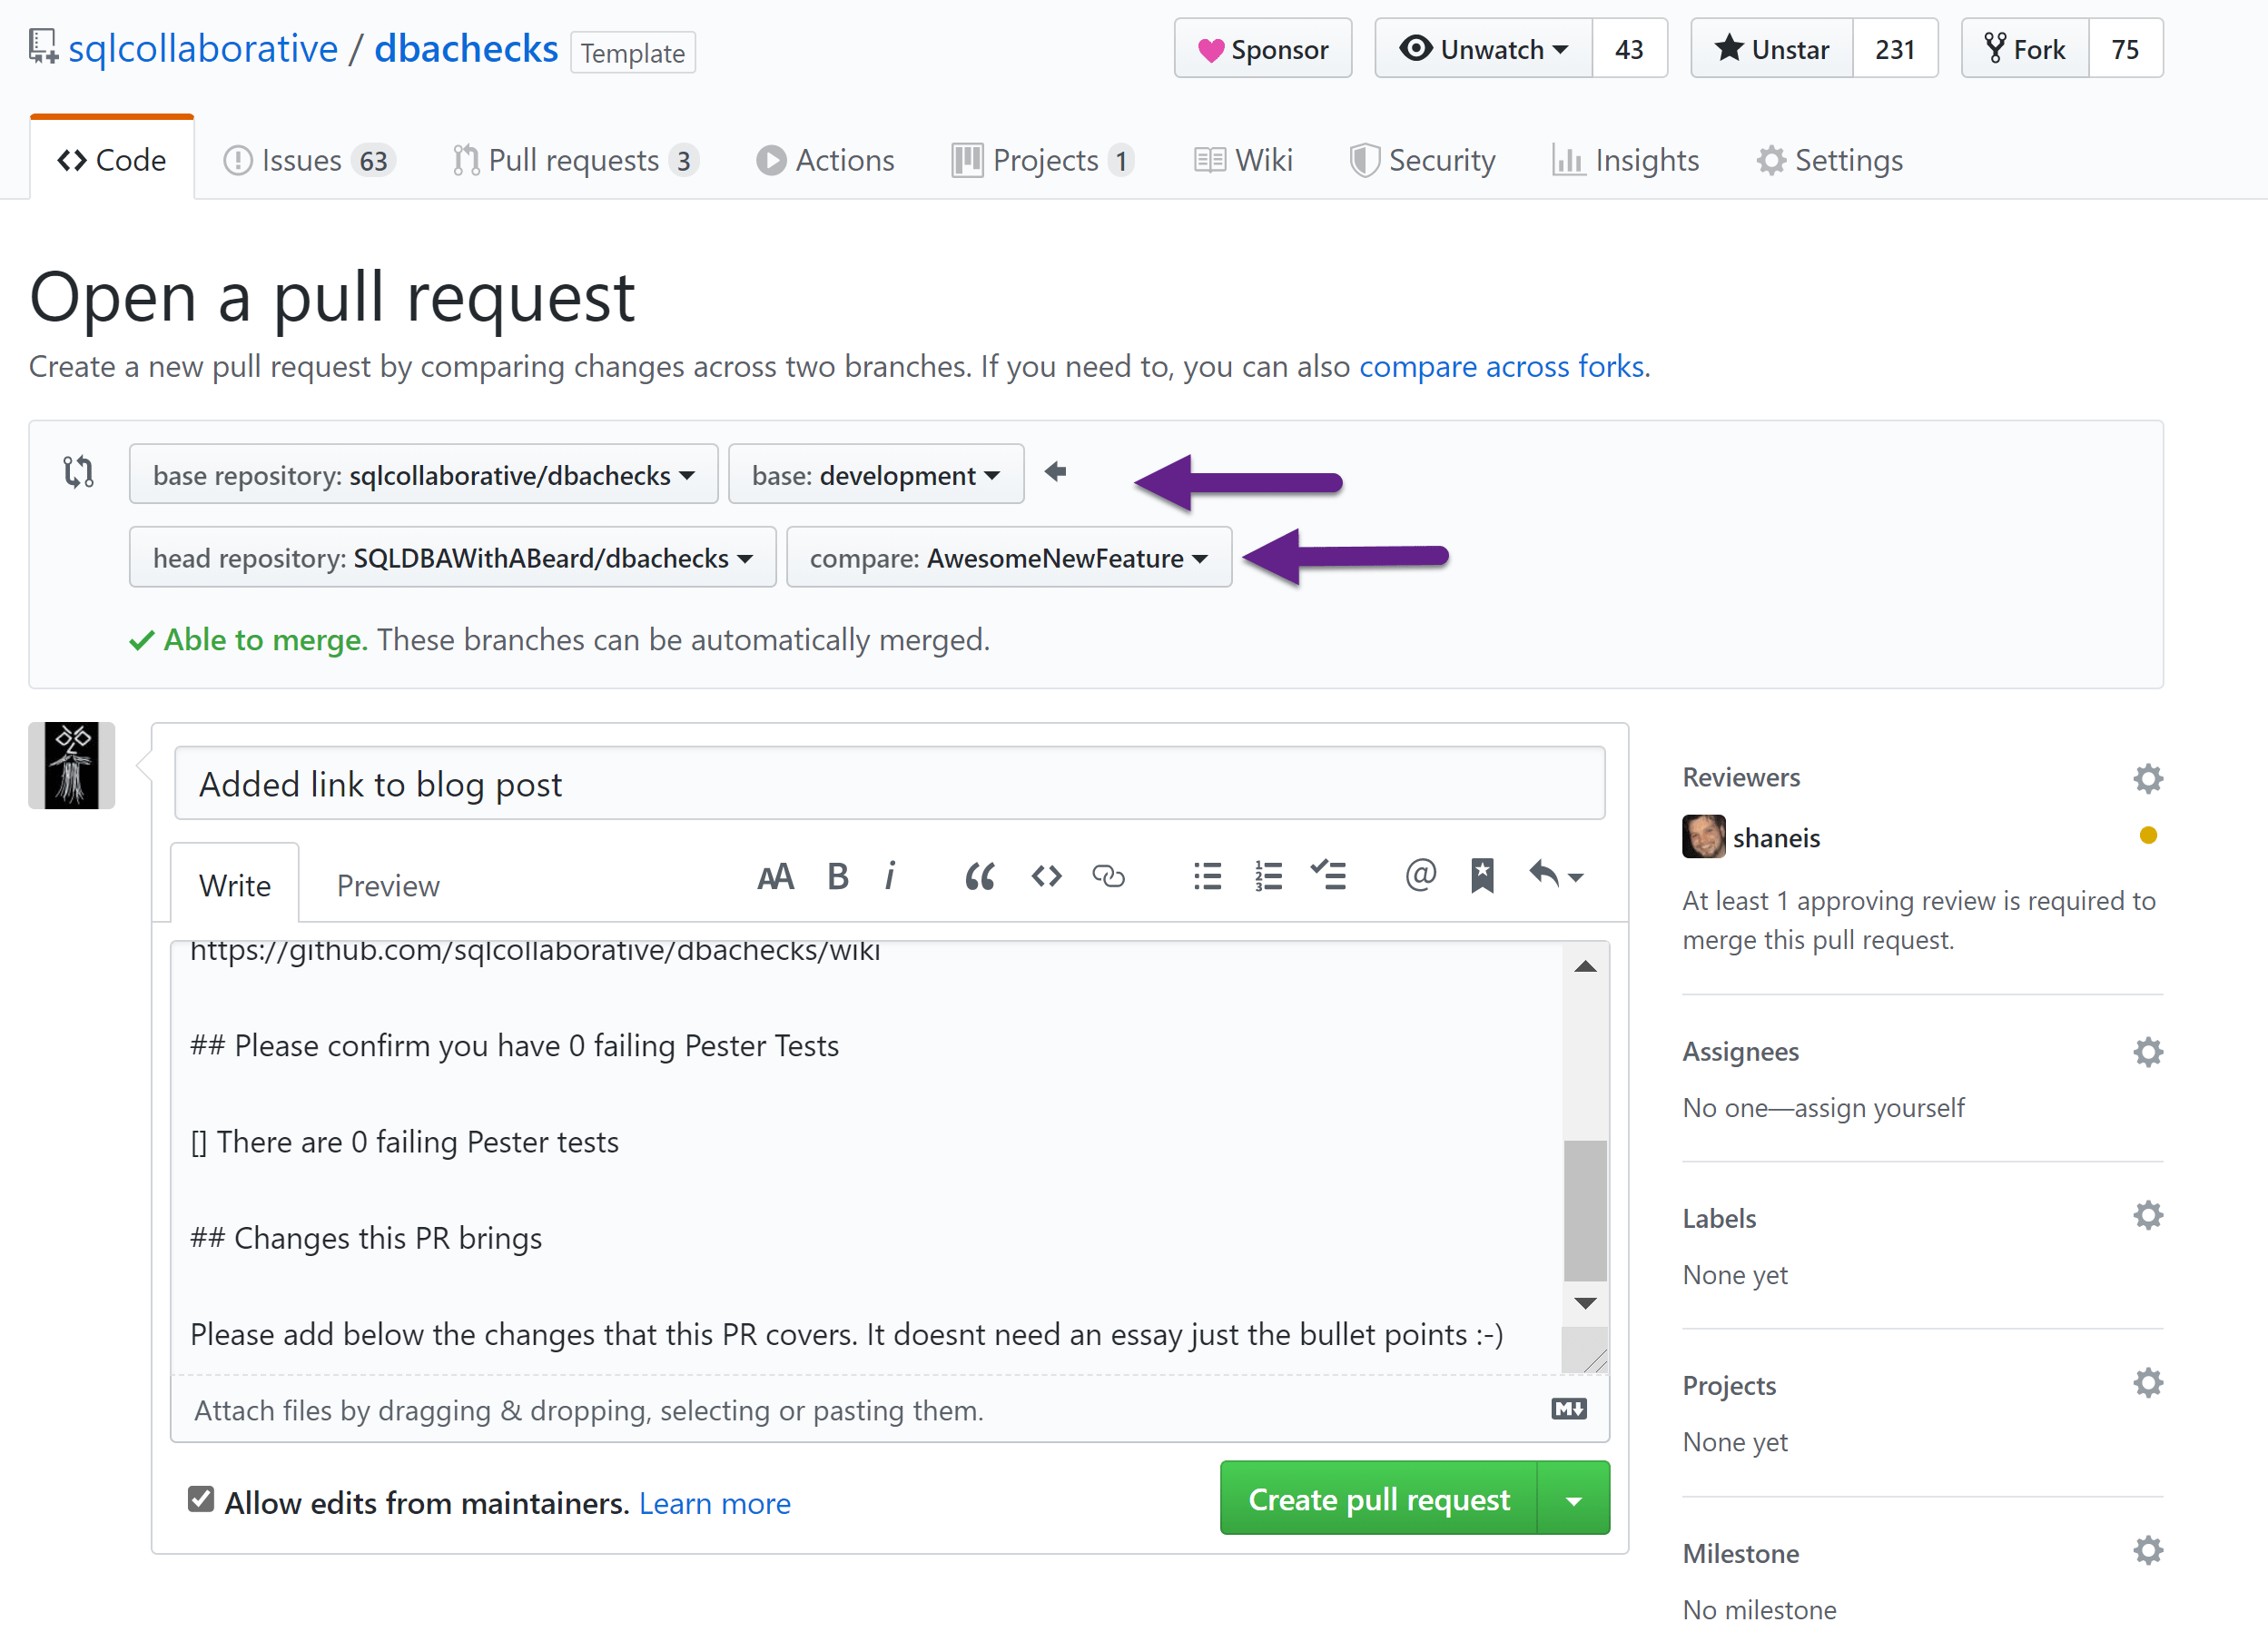 sqlcollaborative / dbachecks Template
Sponsor Unwatch 43 Unstar 231 Fork 75
Code Issues 63 Pull requests 3 Actions Projects 1 Wiki Security Insights Settings
Open a pull request
Create a new pull request by comparing changes across two branches. If you need to, you can also compare across forks.
base repository: sqlcollaborative/dbachecks base: development
head repository: SQLDBAWithABeard/dbachecks compare: AwesomeNewFeature
Able to merge. These branches can be automatically merged.
Added link to blog post
Write Preview AA B i “ <> @
https://github.com/sqlcollaborative/dbachecks/wiki
## Please confirm you have 0 failing Pester Tests
[] There are 0 failing Pester tests
## Changes this PR brings
Please add below the changes that this PR covers. It doesnt need an essay just the bullet points :-)
Attach files by dragging & dropping, selecting or pasting them.
M
Allow edits from maintainers. Learn more
Create pull request
Reviewers
shaneis
At least 1 approving review is required to
merge this pull request.
Assignees
No one—assign yourself
Labels
None yet
Projects
None yet
Milestone
No milestone